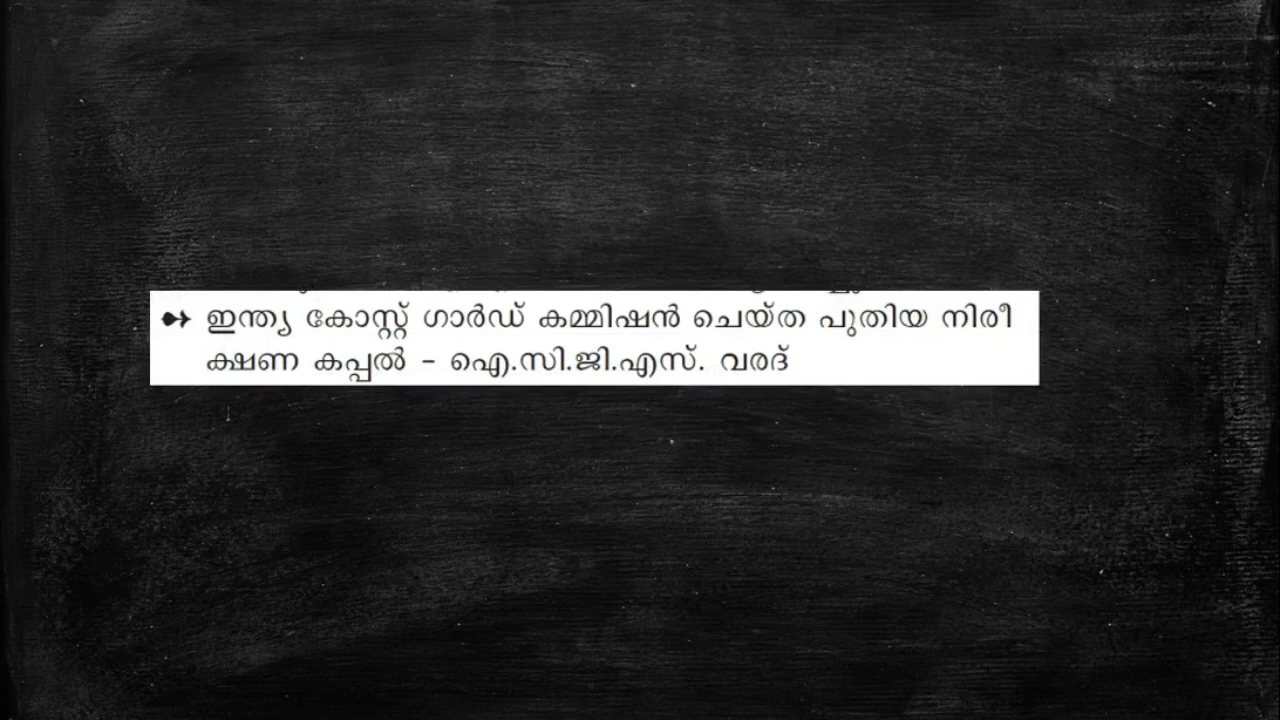 ➻ ഇന്ത്യ കോസ്റ്റ് ഗാർഡ് കമ്മിഷൻ ചെയ്ത പുതിയ നിരീ
ക്ഷണ കപ്പൽ - ഐ.സി.ജി.എസ്. വരദ്